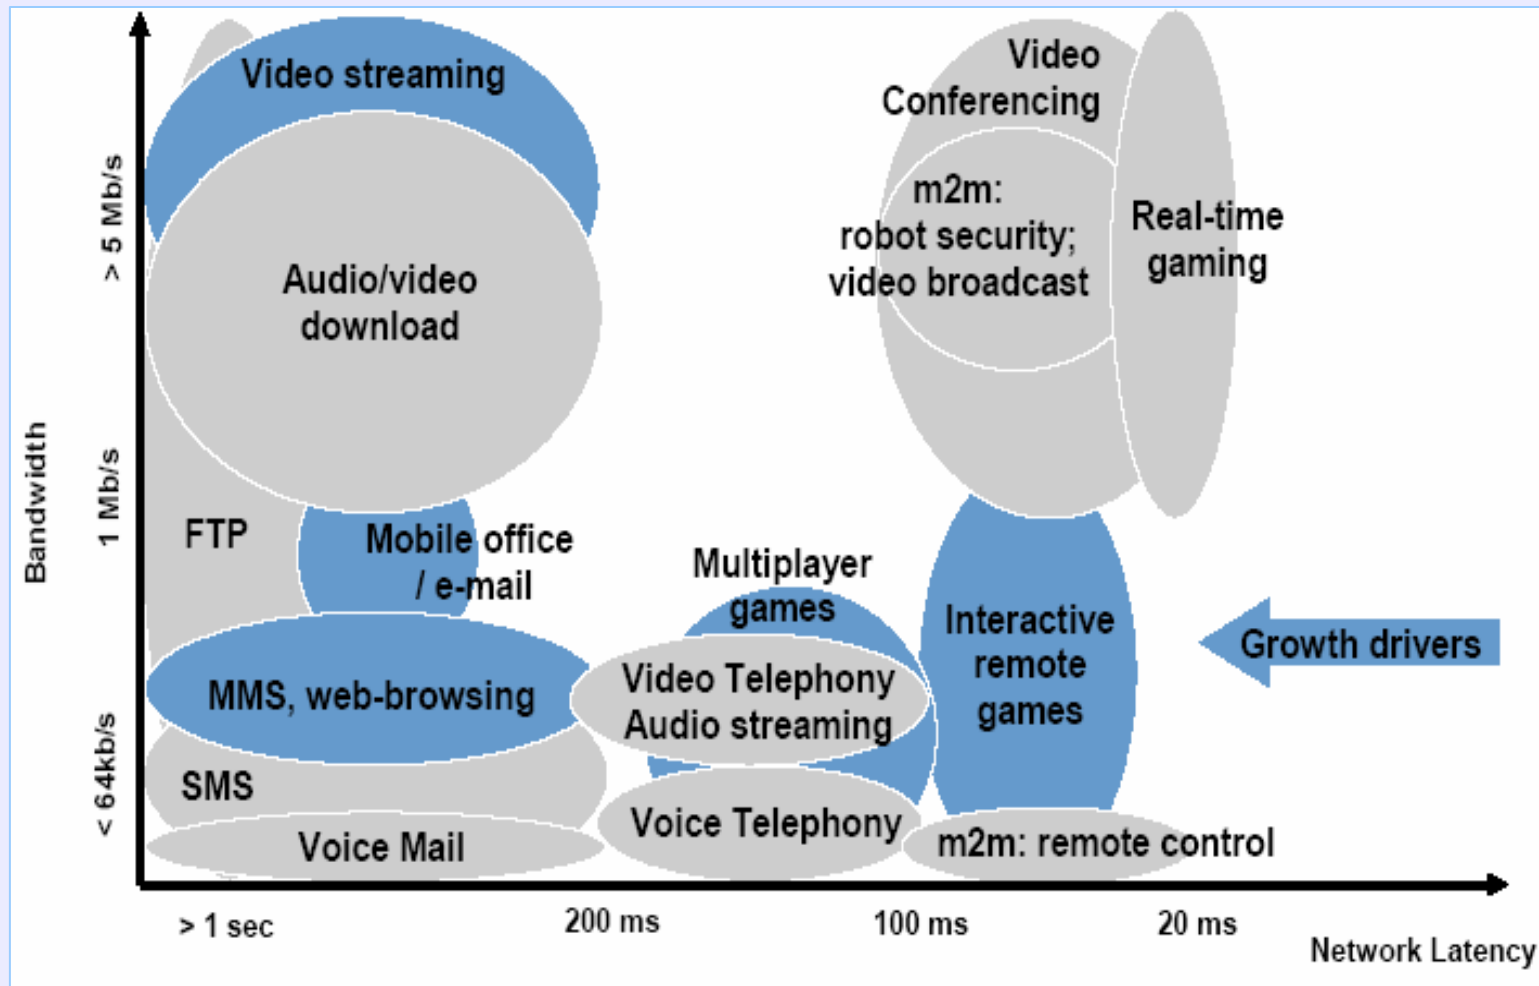 Video streaming
Audio/video
download
FTP
Mobile office
/ e-mail
MMS, web-browsing
SMS
Voice Mail
Multiplayer
games
Video Telephony
Audio streaming
Voice Telephony
Video
Conferencing
m2m:
robot security;
video broadcast
Real-time
gaming
Interactive
remote
games
m2m: remote control
Growth drivers
Bandwidth
> 5 Mb/s
1 Mb/s
< 64kb/s
> 1 sec
200 ms
100 ms
20 ms
Network Latency